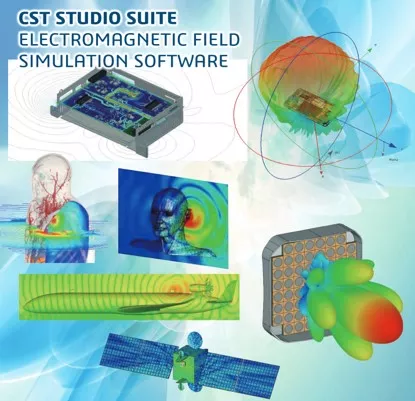 CST STUDIO SUITE
ELECTROMAGNETIC FIELD
SIMULATION SOFTWARE